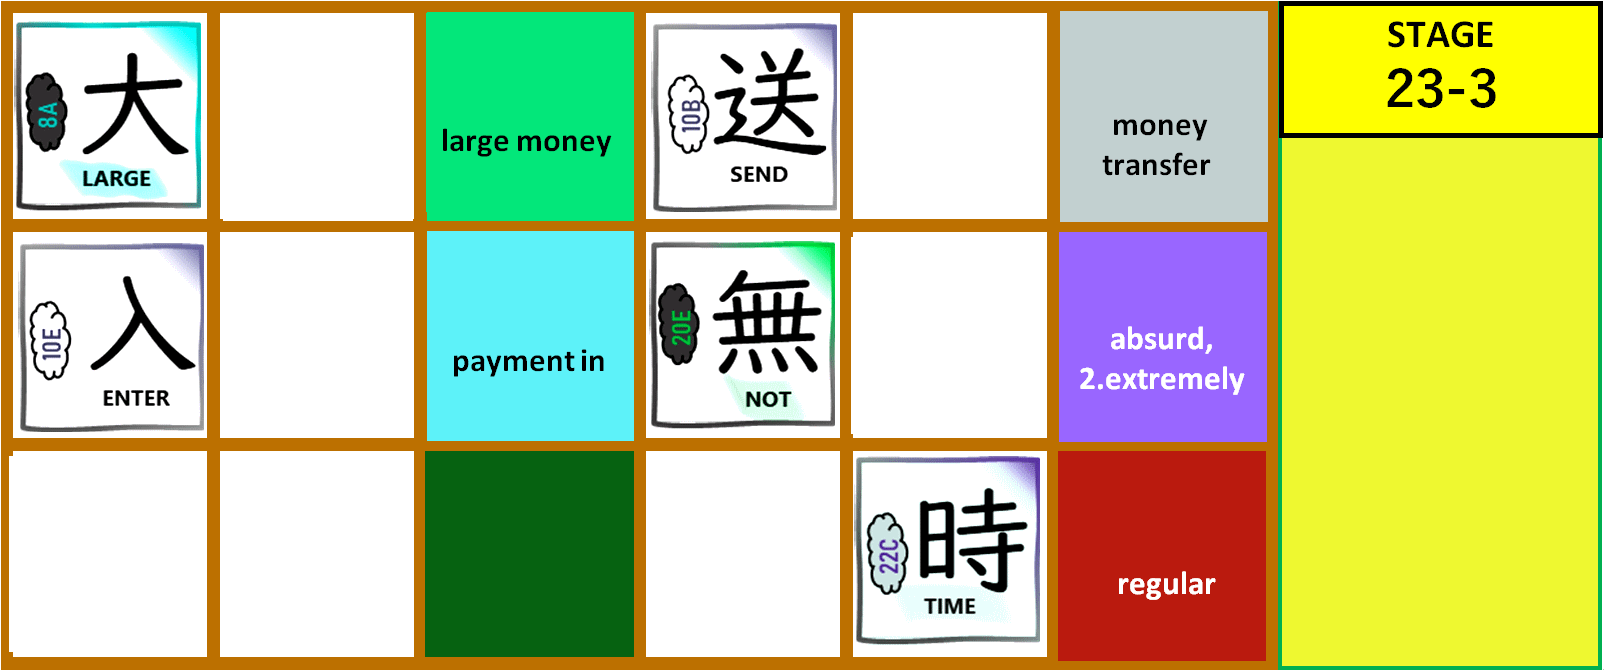 8A
大
LARGE
large money
10B
送
SEND
money
transfer
STAGE
23-3
10E
入
ENTER
payment in
20E
無
NOT
absurd,
2.extremely
22C
時
TIME
regular